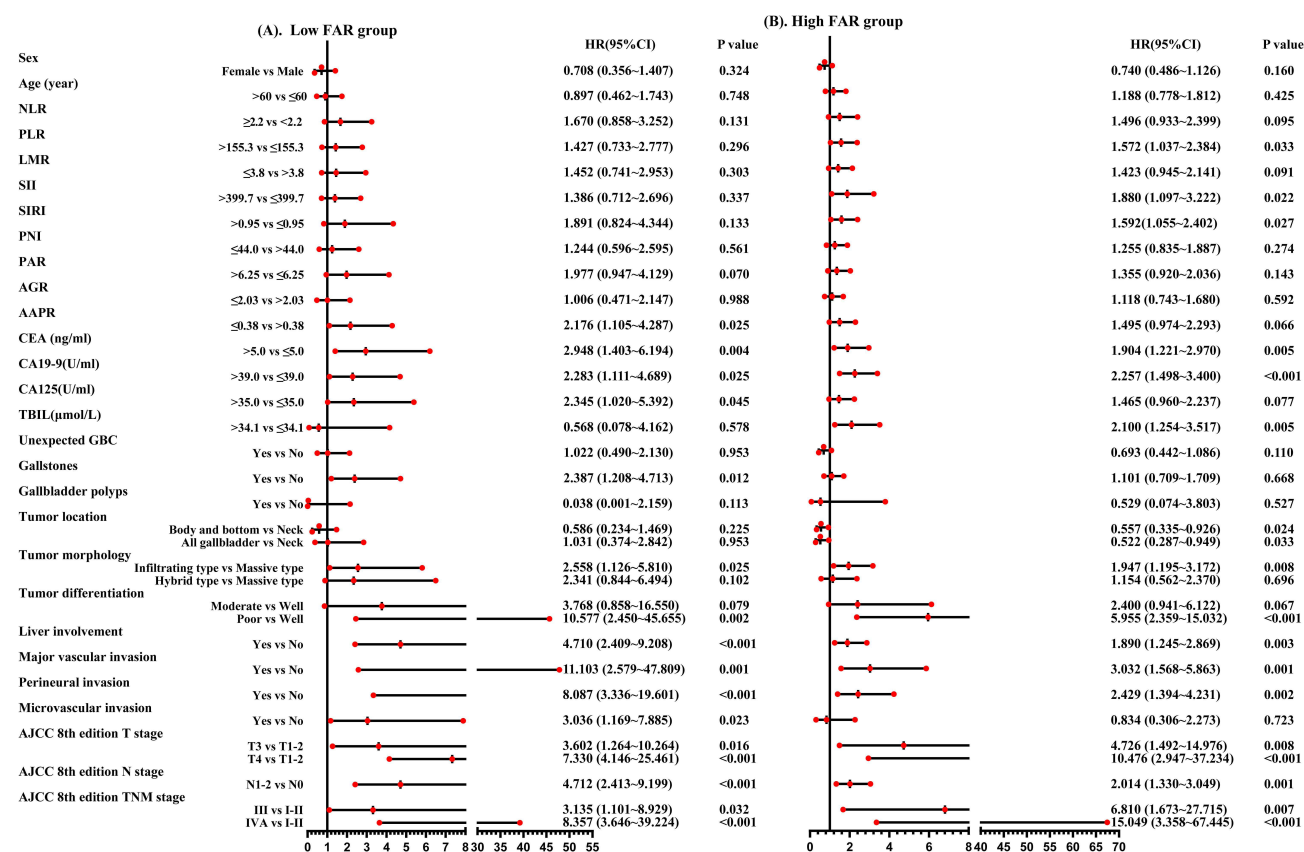 (A). Low FAR group
(B). High FAR group
HR(95%CI) P value
HR(95%CI) P value
Sex
Female vs Male 0.708 (0.356~1.407) 0.324 0.740 (0.486~1.126) 0.160
Age (year)
>60 vs ≤60 0.897 (0.462~1.743) 0.748 1.188 (0.778~1.812) 0.425
NLR
≥2.2 vs <2.2 1.670 (0.858~3.252) 0.131 1.496 (0.933~2.399) 0.095
PLR
>155.3 vs ≤155.3 1.427 (0.733~2.777) 0.296 1.572 (1.037~2.384) 0.033
LMR
≤3.8 vs >3.8 1.452 (0.741~2.953) 0.303 1.423 (0.945~2.141) 0.091
SII
>399.7 vs ≤399.7 1.386 (0.712~2.696) 0.337 1.880 (1.097~3.222) 0.022
SIRI
>0.95 vs ≤0.95 1.891 (0.824~4.344) 0.133 1.592(1.055~2.402) 0.027
PNI
≤44.0 vs >44.0 1.244 (0.596~2.595) 0.561 1.255 (0.835~1.887) 0.274
PAR
>6.25 vs ≤6.25 1.977 (0.947~4.129) 0.070 1.355 (0.920~2.036) 0.143
AGR
≤2.03 vs >2.03 1.006 (0.471~2.147) 0.988 1.118 (0.743~1.680) 0.592
AAPR
≤0.38 vs >0.38 2.176 (1.105~4.287) 0.025 1.495 (0.974~2.293) 0.066
CEA (ng/ml)
>5.0 vs ≤5.0 2.948 (1.403~6.194) 0.004 1.904 (1.221~2.970) 0.005
CA19-9(U/ml)
>39.0 vs ≤39.0 2.283 (1.111~4.689) 0.025 2.257 (1.498~3.400) <0.001
CA125(U/ml)
>35.0 vs ≤35.0 2.345 (1.020~5.392) 0.045 1.465 (0.960~2.237) 0.077
TBIL(μmol/L)
>34.1 vs ≤34.1 0.568 (0.078~4.162) 0.578 2.100 (1.254~3.517) 0.005
Unexpected GBC
Yes vs No 1.022 (0.490~2.130) 0.953 0.693 (0.442~1.086) 0.110
Gallstones
Yes vs No 2.387 (1.208~4.713) 0.012 1.101 (0.709~1.709) 0.668
Gallbladder polyps
Yes vs No 0.038 (0.001~2.159) 0.113 0.529 (0.074~3.803) 0.527
Tumor location
Body and bottom vs Neck 0.586 (0.234~1.469) 0.225 0.557 (0.335~0.926) 0.024
All gallbladder vs Neck 1.031 (0.374~2.842) 0.953 0.522 (0.287~0.949) 0.033
Tumor morphology
Infiltrating type vs Massive type 2.558 (1.126~5.810) 0.025 1.947 (1.195~3.172) 0.008
Hybrid type vs Massive type 2.341 (0.844~6.494) 0.102 1.154 (0.562~2.370) 0.696
Tumor differentiation
Moderate vs Well 3.768 (0.858~16.550) 0.079 2.400 (0.941~6.122) 0.067
Poor vs Well 10.577 (2.450~45.655) 0.002 5.955 (2.359~15.032) <0.001
Liver involvement
Yes vs No 4.710 (2.409~9.208) <0.001 1.890 (1.245~2.869) 0.003
Major vascular invasion
Yes vs No 11.103 (2.579~47.809) 0.001 3.032 (1.568~5.863) 0.001
Perineural invasion
Yes vs No 8.087 (3.336~19.601) <0.001 2.429 (1.394~4.231) 0.002
Microvascular invasion
Yes vs No 3.036 (1.169~7.885) 0.023 0.834 (0.306~2.273) 0.723
AJCC 8th edition T stage
T3 vs T1-2 3.602 (1.264~10.264) 0.016 4.726 (1.492~14.976) 0.008
T4 vs T1-2 7.330 (4.146~25.461) <0.001 10.476 (2.947~37.234) <0.001
AJCC 8th edition N stage
N1-2 vs N0 4.712 (2.413~9.199) <0.001 2.014 (1.330~3.049) 0.001
AJCC 8th edition TNM stage
III vs I-II 3.135 (1.101~8.929) 0.032 6.810 (1.673~27.715) 0.007
IVA vs I-II 8.357 (3.646~39.224) <0.001 15.049 (3.358~67.445) <0.001
0 1 2 3 4 5 6 7 8 30 35 40 45 50 55 0 2 4 6 8 40 45 50 55 60 65 70